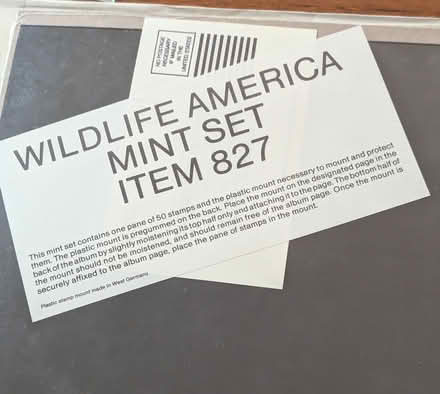 NO POSTAGE
NECESSARY
IF MAILED
IN THE
UNITED STATES
WILDLIFE AMERICA
MINT SET
ITEM 827
This mint set contains one pane of 50 stamps and the plastic mount necessary to mount and protect
them. The plastic mount is pregummed on the back. Place the mount on the designated page in the
back of the album by slightly moistening its top half only and attaching it to the page. The bottom half of
the mount should not be moistened, and should remain free of the album page. Once the mount is
securely affixed to the album page, place the pane of stamps in the mount.
Plastic stamp mount made in West Germany.